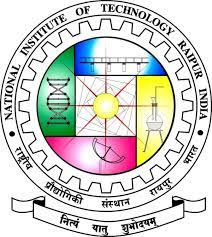 • NATIONAL INSTITUTE OF TECHNOLOGY RAIPUR INDIA •
राष्ट्रीय प्रौद्योगिकी संस्थान रायपुर भारत
नित्यं यातु शुभोदयम्